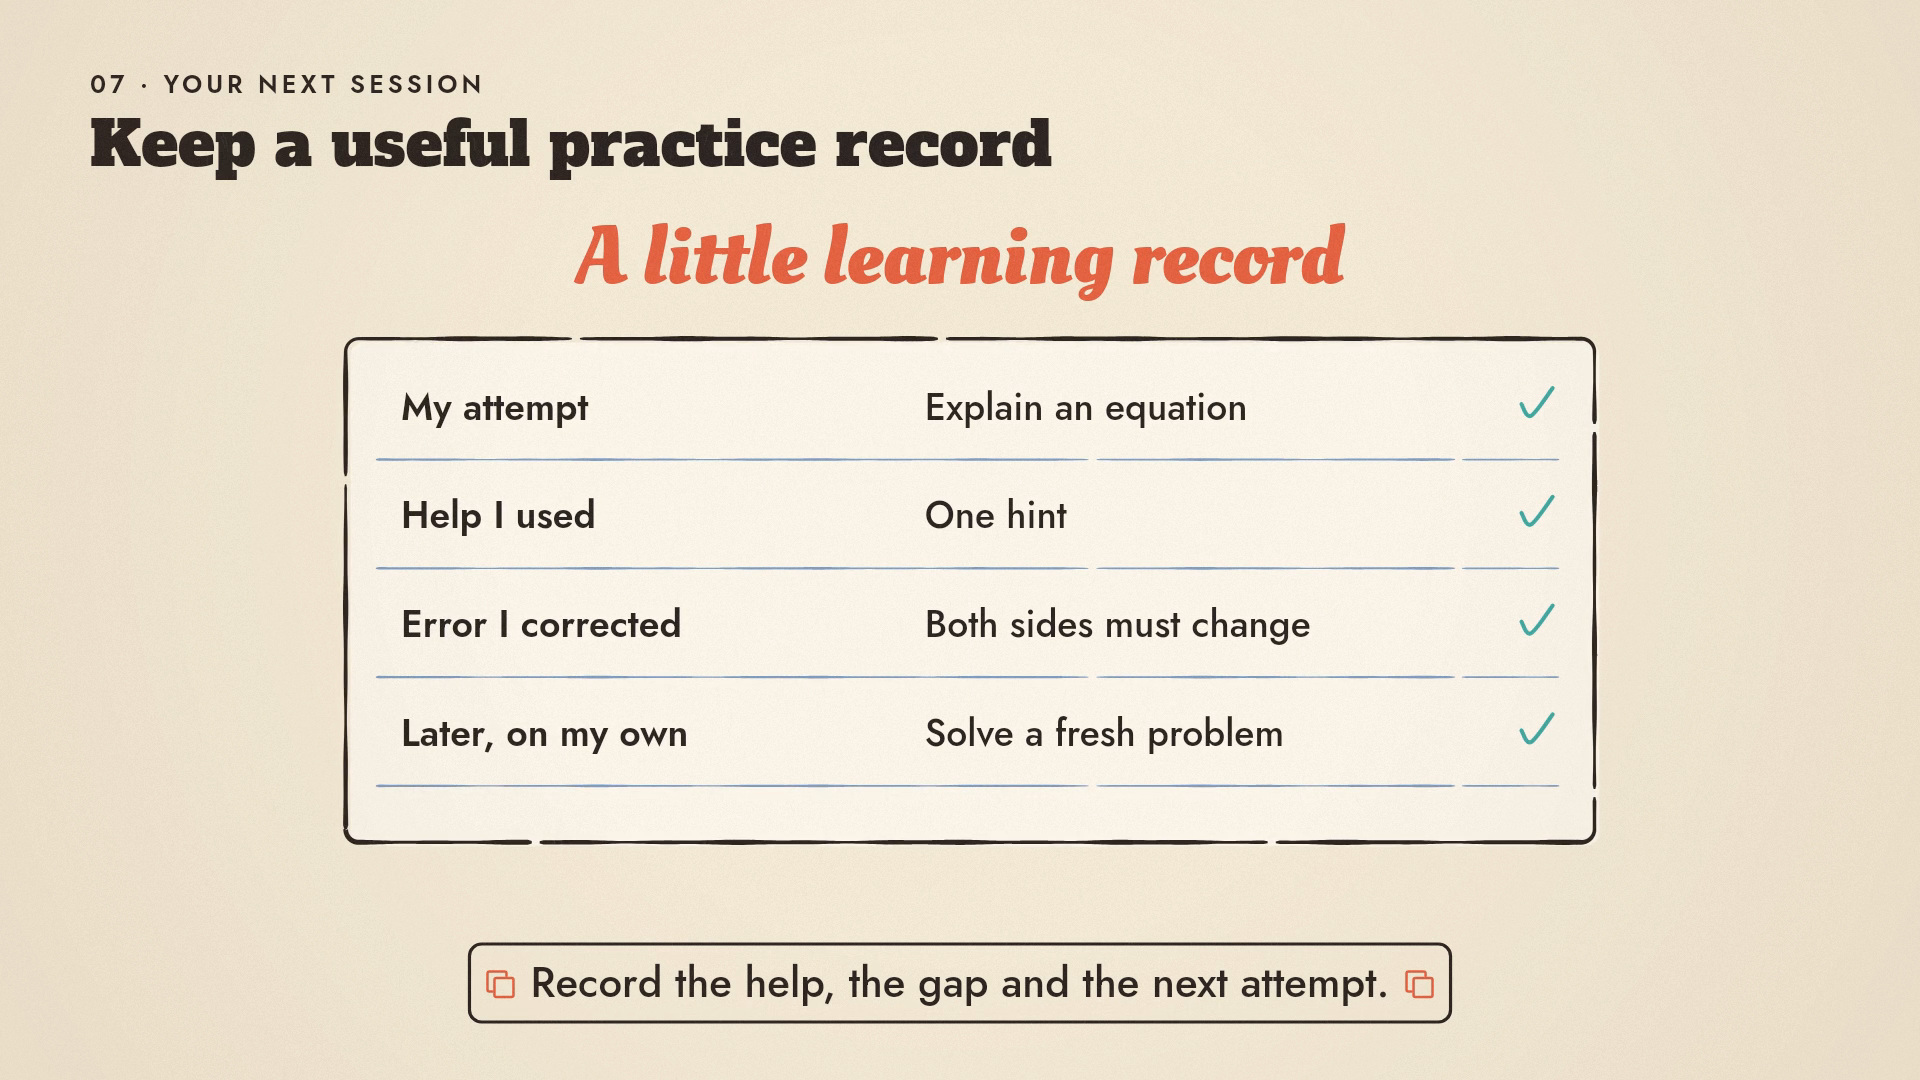 07 · YOUR NEXT SESSION
Keep a useful practice record
A little learning record
My attempt Explain an equation
Help I used One hint
Error I corrected Both sides must change
Later, on my own Solve a fresh problem
Record the help, the gap and the next attempt.